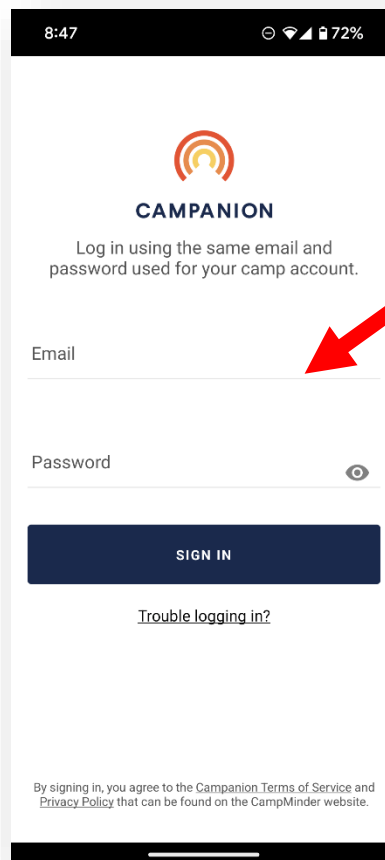 8:47 72%
CAMPANION
Log in using the same email and
password used for your camp account.
Email
Password
SIGN IN
Trouble logging in?
By signing in, you agree to the Campanion Terms of Service and
Privacy Policy that can be found on the CampMinder website.